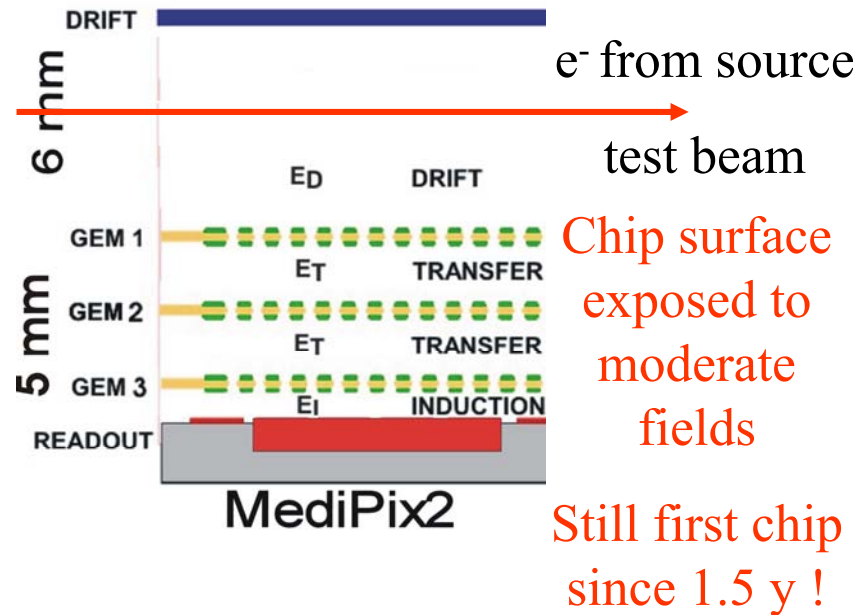 DRIFT
6 mm
e- from source
test beam
ED DRIFT
GEM 1
ET TRANSFER
GEM 2
ET TRANSFER
GEM 3
EI INDUCTION
5 mm
READOUT
MediPix2
Chip surface
exposed to
moderate
fields
Still first chip
since 1.5 y !